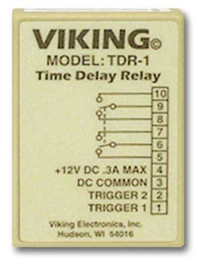 VIKING©
MODEL: TDR-1
Time Delay Relay
10
9
8
7
6
5
+12V DC .3A MAX 4
DC COMMON 3
TRIGGER 2 2
TRIGGER 1 1
Viking Electronics, Inc.
Hudson, WI 54016